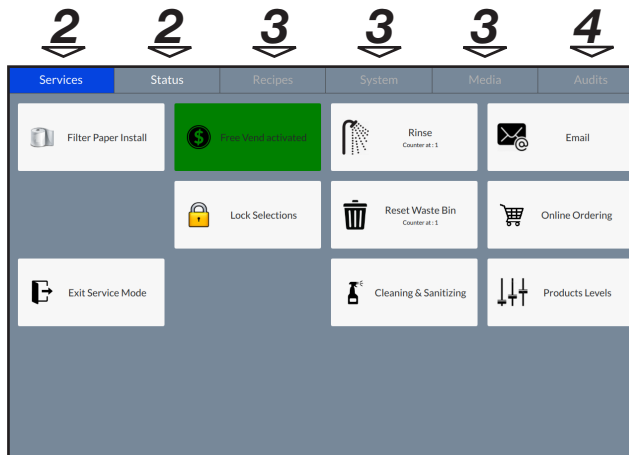 2 2 3 3 3 4
Services Status Recipes System Media Audits
Filter Paper Install
Free Vend activated
Rinse
Counter at : 1
Email
Lock Selections
Reset Waste Bin
Counter at : 1
Online Ordering
Exit Service Mode
Cleaning & Sanitizing
Products Levels